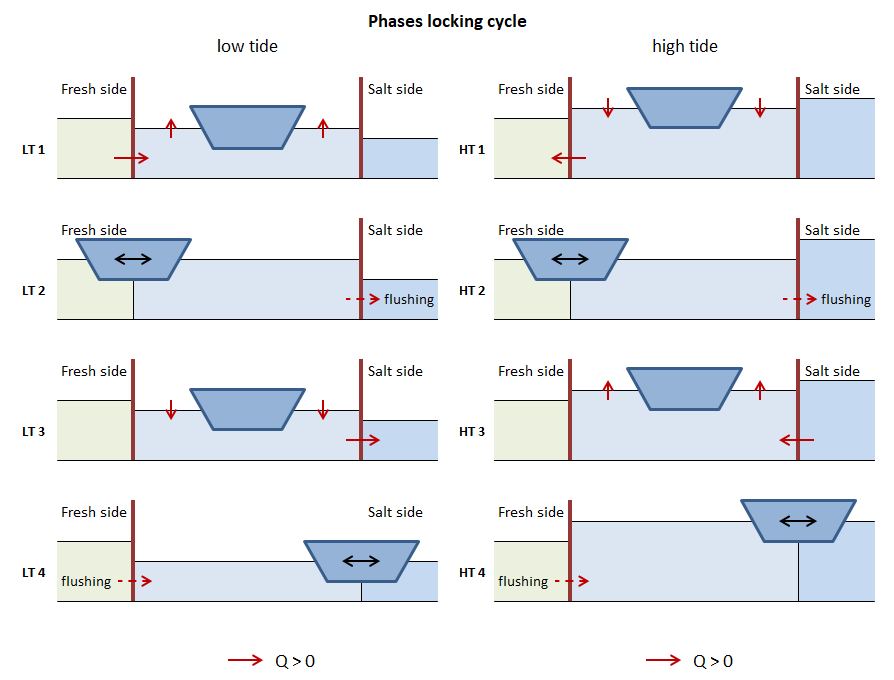 Phases locking cycle
low tide
high tide
Fresh side
Salt side
Fresh side
Salt side
LT 1
HT 1
Fresh side
Salt side
Fresh side
Salt side
LT 2
flushing
HT 2
flushing
Fresh side
Salt side
Fresh side
Salt side
LT 3
HT 3
Fresh side
Salt side
Fresh side
Salt side
LT 4
flushing
HT 4
flushing
Q > 0
Q > 0